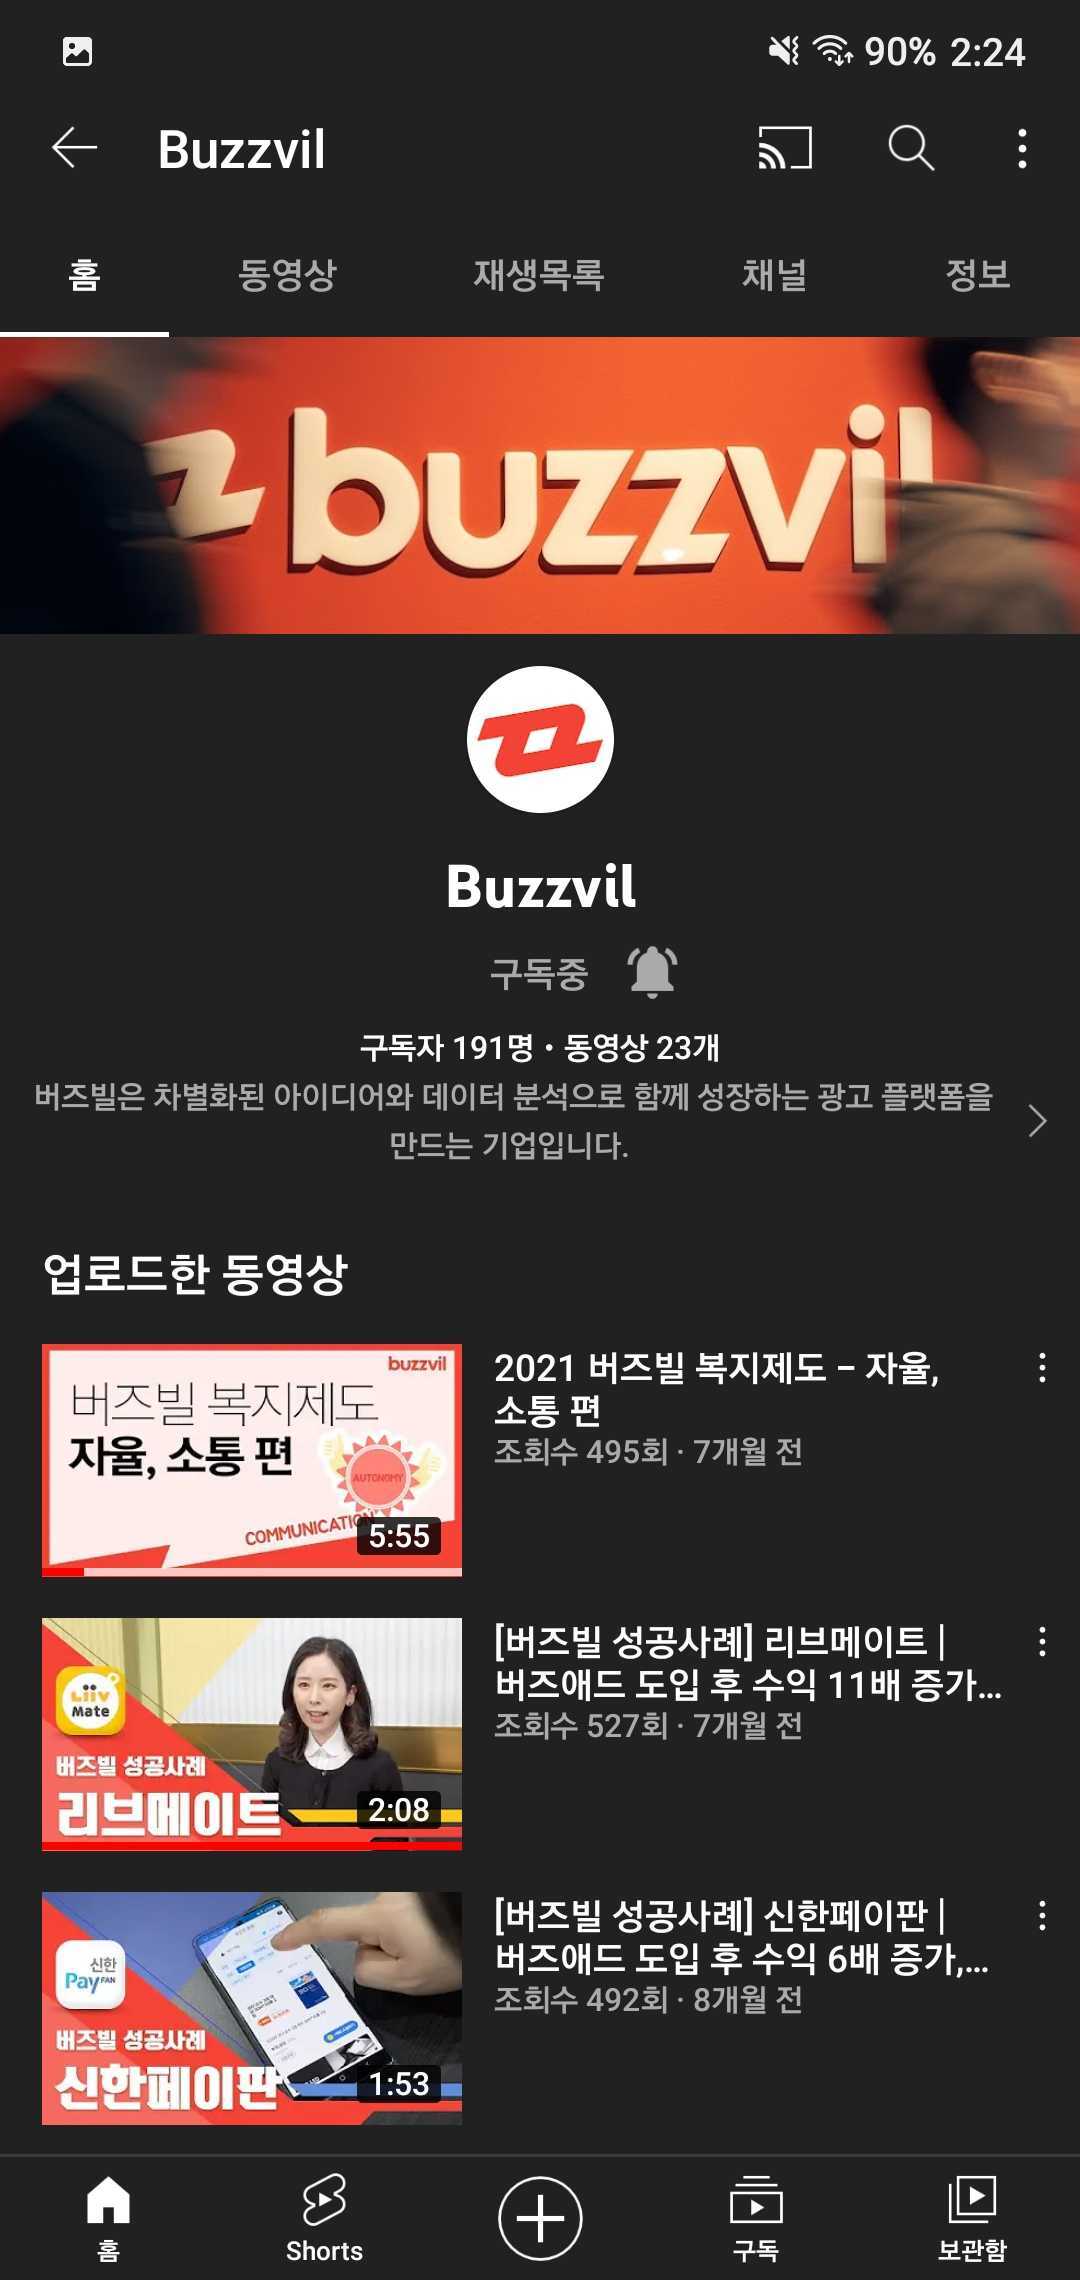 90% 2:24
Buzzvil
홈 동영상 재생목록 채널 정보
buzzvil
Buzzvil
구독중
구독자 191명 · 동영상 23개
버즈빌은 차별화된 아이디어와 데이터 분석으로 함께 성장하는 광고 플랫폼을
만드는 기업입니다.
업로드한 동영상
buzzvil
버즈빌 복지제도
자율, 소통 편
AUTONOMY
COMMUNICATION
5:55
2021 버즈빌 복지제도 – 자율,
소통 편
조회수 495회 · 7개월 전
Liiv
Mate
버즈빌 성공사례
리브메이트
2:08
[버즈빌 성공사례] 리브메이트 |
버즈애드 도입 후 수익 11배 증가...
조회수 527회 · 7개월 전
신한
Pay FAN
버즈빌 성공사례
신한페이판
1:53
[버즈빌 성공사례] 신한페이판 |
버즈애드 도입 후 수익 6배 증가,...
조회수 492회 · 8개월 전
홈 Shorts 구독 보관함